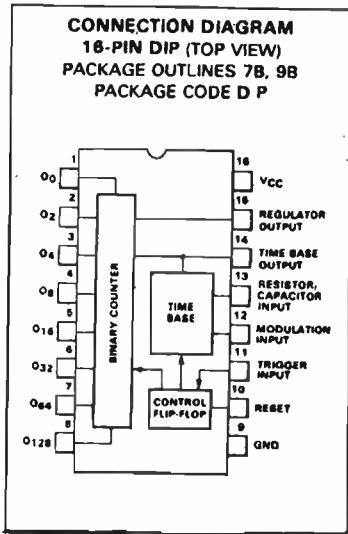 CONNECTION DIAGRAM
16-PIN DIP (TOP VIEW)
PACKAGE OUTLINES 7B, 9B
PACKAGE CODE D P
1
O0
2
O2
3
O4
4
O8
5
O16
6
O32
7
O64
8
O128
BINARY COUNTER
TIME
BASE
CONTROL
FLIP-FLOP
16
VCC
15
REGULATOR
OUTPUT
14
TIME BASE
OUTPUT
13
RESISTOR,
CAPACITOR
INPUT
12
MODULATION
INPUT
11
TRIGGER
INPUT
10
RESET
9
GND